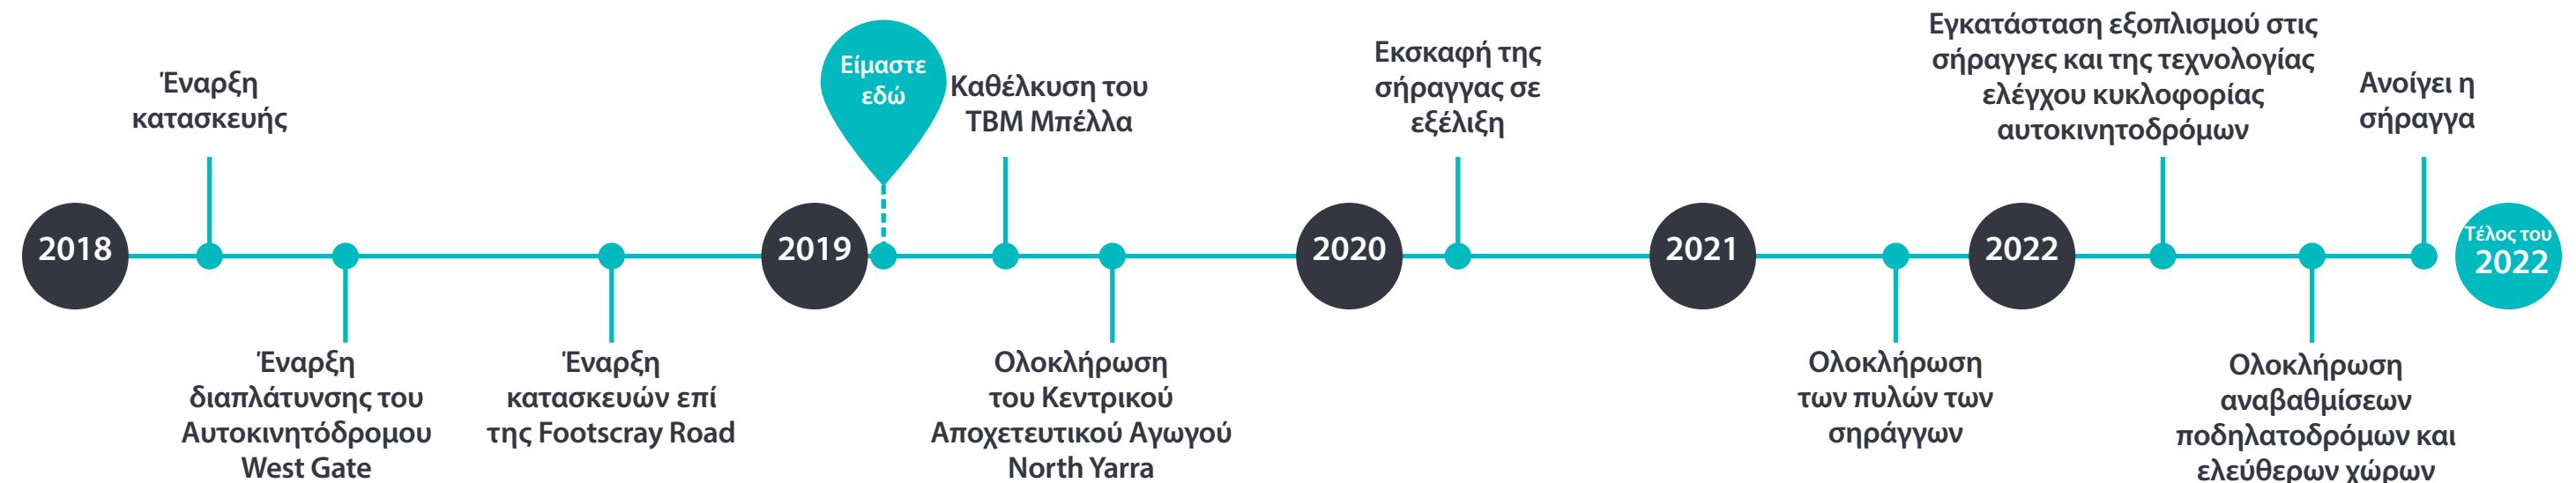 Έναρξη
κατασκευής
Είμαστε
εδώ
Καθέλκυση του
TBM Μπέλλα
Εκσκαφή της
σήραγγας σε
εξέλιξη
Εγκατάσταση εξοπλισμού στις
σήραγγες και της τεχνολογίας
ελέγχου κυκλοφορίας
αυτοκινητοδρόμων
Ανοίγει η
σήραγγα
2018
2019
2020
2021
2022
Τέλος του
2022
Έναρξη
διαπλάτυνσης του
Αυτοκινητόδρομου
West Gate
Έναρξη
κατασκευών επί
της Footscray Road
Ολοκλήρωση
του Κεντρικού
Αποχετευτικού Αγωγού
North Yarra
Ολοκλήρωση
των πυλών των
σηράγγων
Ολοκλήρωση
αναβαθμίσεων
ποδηλατοδρόμων και
ελεύθερων χώρων